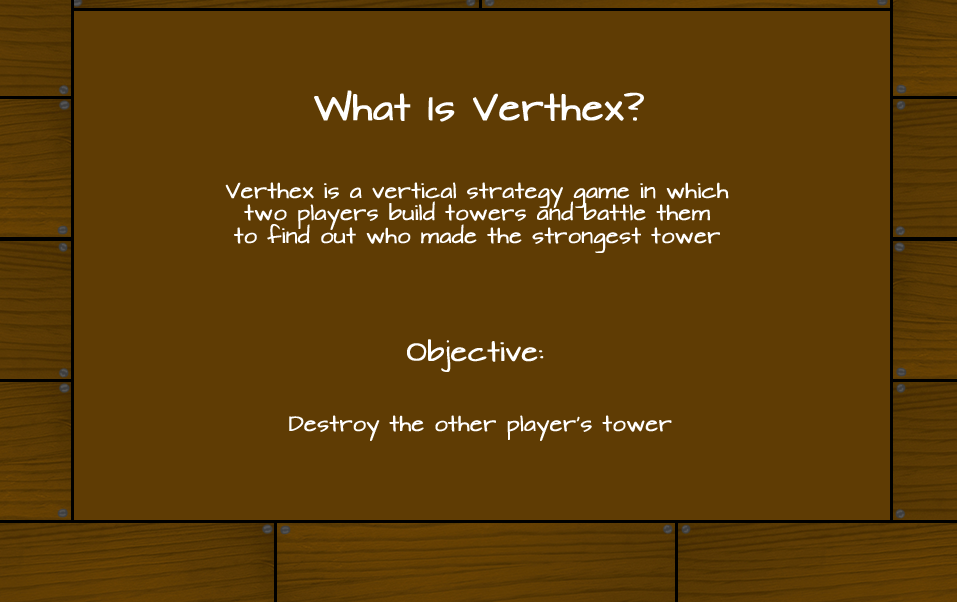 What Is Verthex?
Verthex is a vertical strategy game in which
two players build towers and battle them
to find out who made the strongest tower
Objective:
Destroy the other player's tower